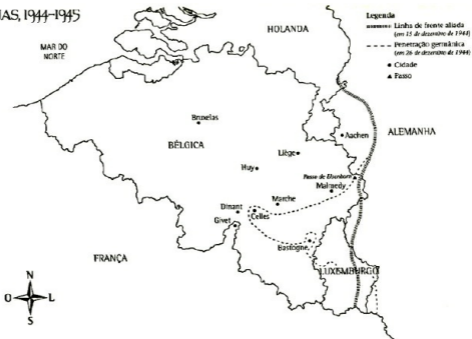 AS, 1944-1945
HOLANDA
MAR DO
NORTE
Legenda
Linha de frente aliada
(em 15 de dezembro de 1944)
Penetração germânica
(em 26 de dezembro de 1944)
Cidade
Passo
Bruxelas
Aachen
ALEMANHA
BÉLGICA
Liège
Huy
Passo de Elsenborn
Malmedy
Marche
Dinant
Celles
Givet
Bastogne
FRANÇA
LUXEMBURGO
N
O
L
S